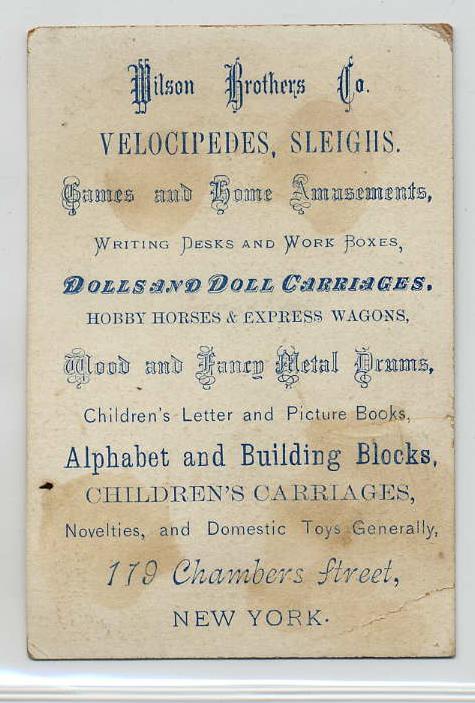 Wilson Brothers Co.
VELOCIPEDES, SLEIGHS.
Games and Home Amusements,
WRITING DESKS AND WORK BOXES,
DOLLS AND DOLL CARRIAGES.
HOBBY HORSES & EXPRESS WAGONS,
Wood and Fancy Metal Drums,
Children's Letter and Picture Books,
Alphabet and Building Blocks,
CHILDREN'S CARRIAGES,
Novelties, and Domestic Toys Generally,
179 Chambers Street,
NEW YORK.